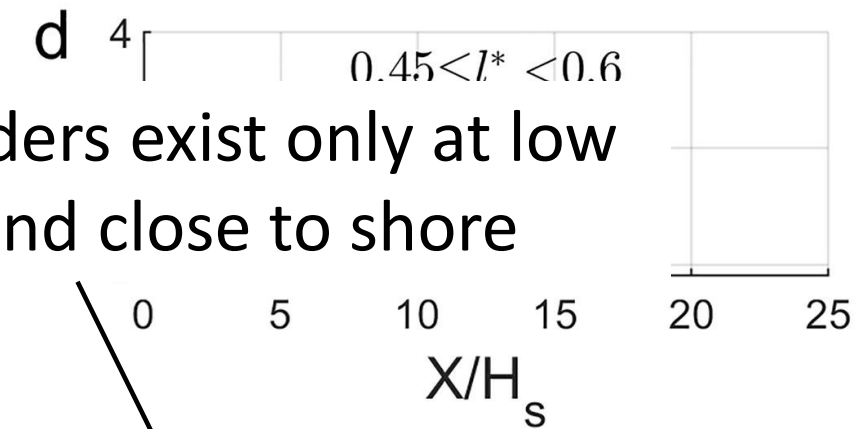 d
4
0.45<l* <0.6
ders exist only at low
nd close to shore
0 5 10 15 20 25
X/Hs